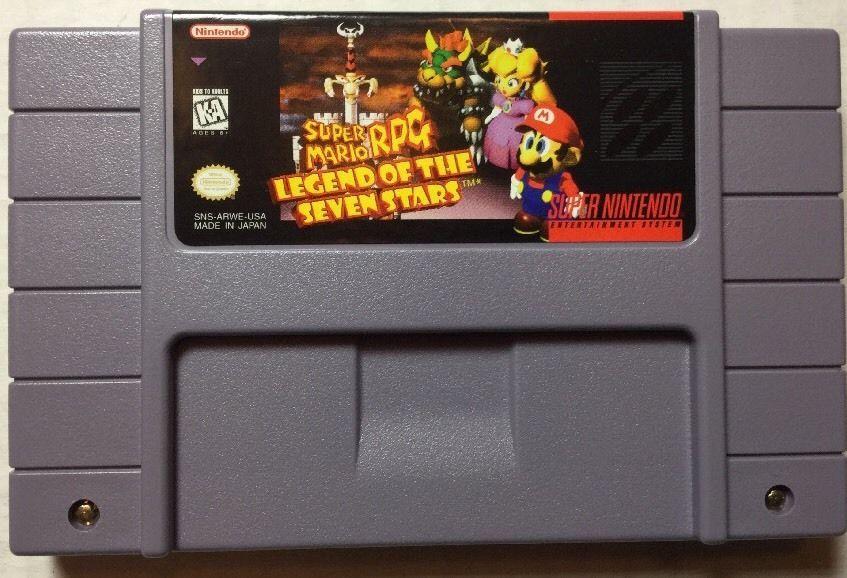 Nintendo
KIDS TO ADULTS
KA
AGES 6+
SUPER
MARIO RPG
LEGEND OF THE
SEVEN STARS™*
M
Nintendo
SNS-ARWE-USA
MADE IN JAPAN
SUPER NINTENDO
ENTERTAINMENT SYSTEM